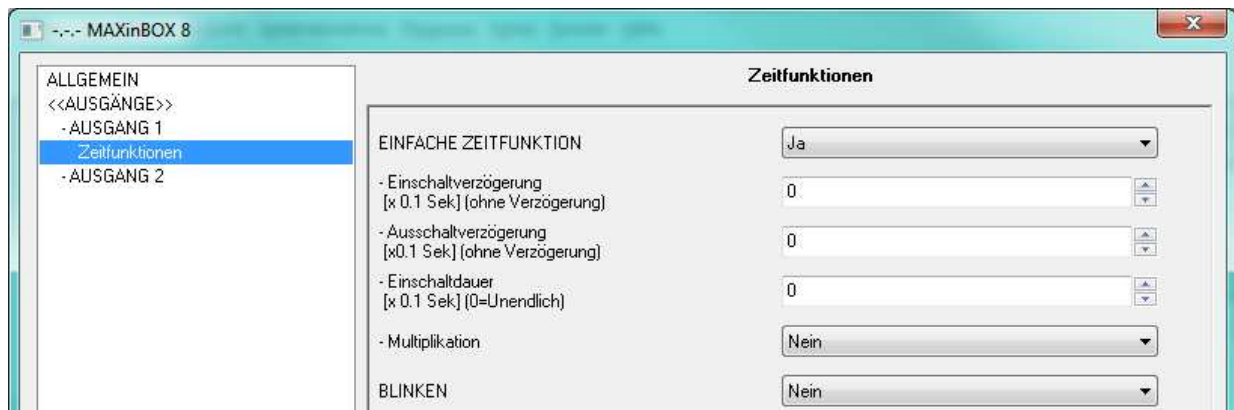 -.-.- MAXinBOX 8
ALLGEMEIN
<<AUSGÄNGE>>
- AUSGANG 1
Zeitfunktionen
- AUSGANG 2
Zeitfunktionen
EINFACHE ZEITFUNKTION
Ja
- Einschaltverzögerung
[x 0.1 Sek] (ohne Verzögerung)
0
- Ausschaltverzögerung
[x0.1 Sek] (ohne Verzögerung)
0
- Einschaltdauer
[x 0.1 Sek] (0=Unendlich)
0
- Multiplikation
Nein
BLINKEN
Nein